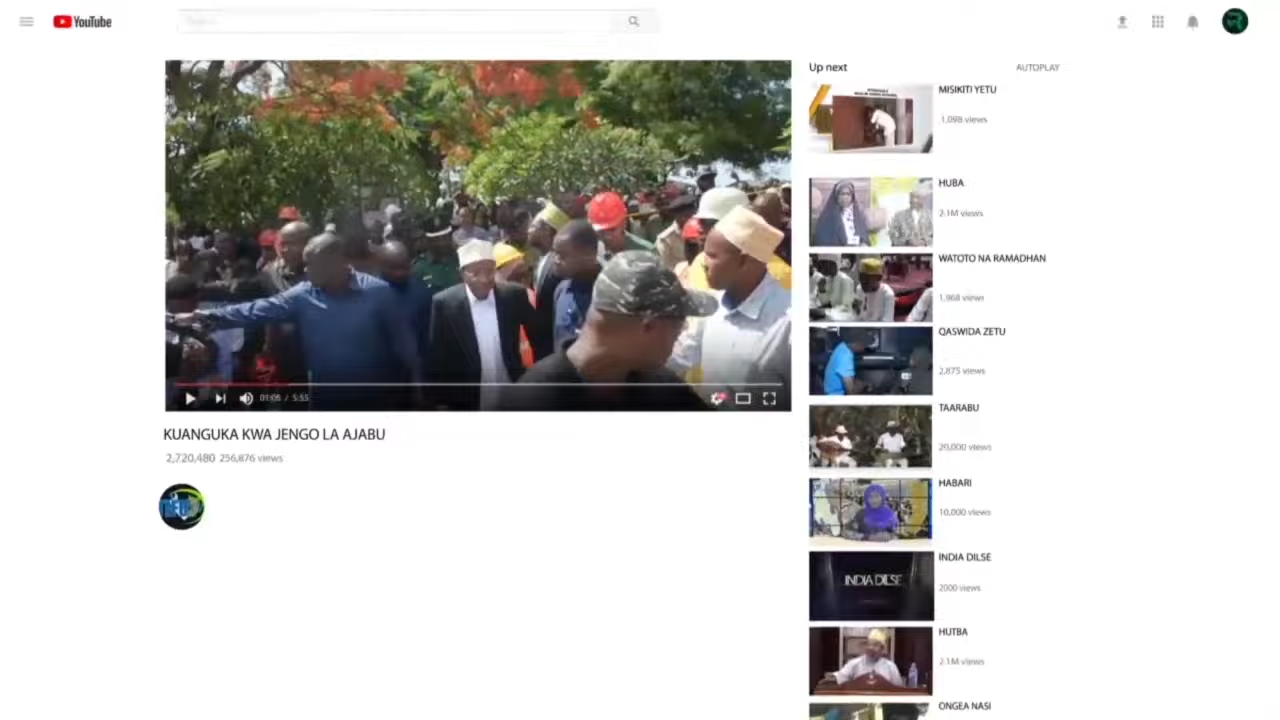 YouTube
KUANGUKA KWA JENGO LA AJABU
2,720,480 256,876 views
01:06 / 5:55
Up next
AUTOPLAY
MISIKITI YETU
1,098 views
HUBA
2.1M views
WATOTO NA RAMADHAN
1,968 views
QASWIDA ZETU
2,875 views
TAARABU
29,000 views
HABARI
10,000 views
INDIA DILSE
INDIA DILSE
2000 views
HUTBA
2.1M views
ONGEA NASI